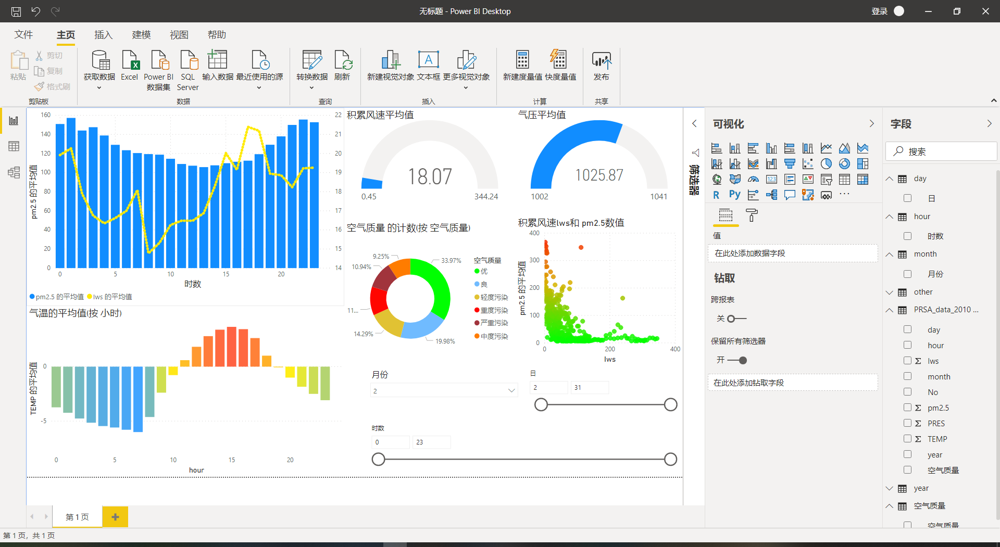 无标题 - Power BI Desktop
登录
文件 主页 插入 建模 视图 帮助
粘贴
剪切
复制
格式刷
剪贴板
获取数据
Excel
Power BI
数据集
SQL
Server
输入数据
最近使用的源
数据
转换数据
刷新
查询
新建视觉对象
文本框
更多视觉对象
插入
新建度量值
快度量值
计算
发布
共享
160
140
120
100
80
60
40
20
0
22
21
20
19
18
17
16
15
14
pm2.5 的平均值
0 5 10 15 20
时数
pm2.5 的平均值 Iws 的平均值
积累风速平均值
18.07
0.45 344.24
气压平均值
1025.87
1002 1041
空气质量 的计数(按 空气质量)
33.97%
19.98%
14.29%
11...
10.94%
9.25%
空气质量
优
良
轻度污染
重度污染
严重污染
中度污染
积累风速lws和 pm2.5数值
400
300
200
100
0
pm2.5 的平均值
0 200 400
Iws
气温的平均值(按 小时)
TEMP 的平均值
0
-5
0 5 10 15 20
hour
月份
2
日
2 31
时数
0 23
筛选器
可视化
123
R Py
...
值
在此处添加数据字段
钻取
跨报表
关
保留所有筛选器
开
在此处添加钻取字段
字段
搜索
day
日
hour
时数
month
月份
other
PRSA_data_2010 ...
day
hour
Σ Iws
month
No
Σ pm2.5
Σ PRES
Σ TEMP
year
空气质量
year
空气质量
空气质量
第 1 页
+
第 1 页，共 1 页